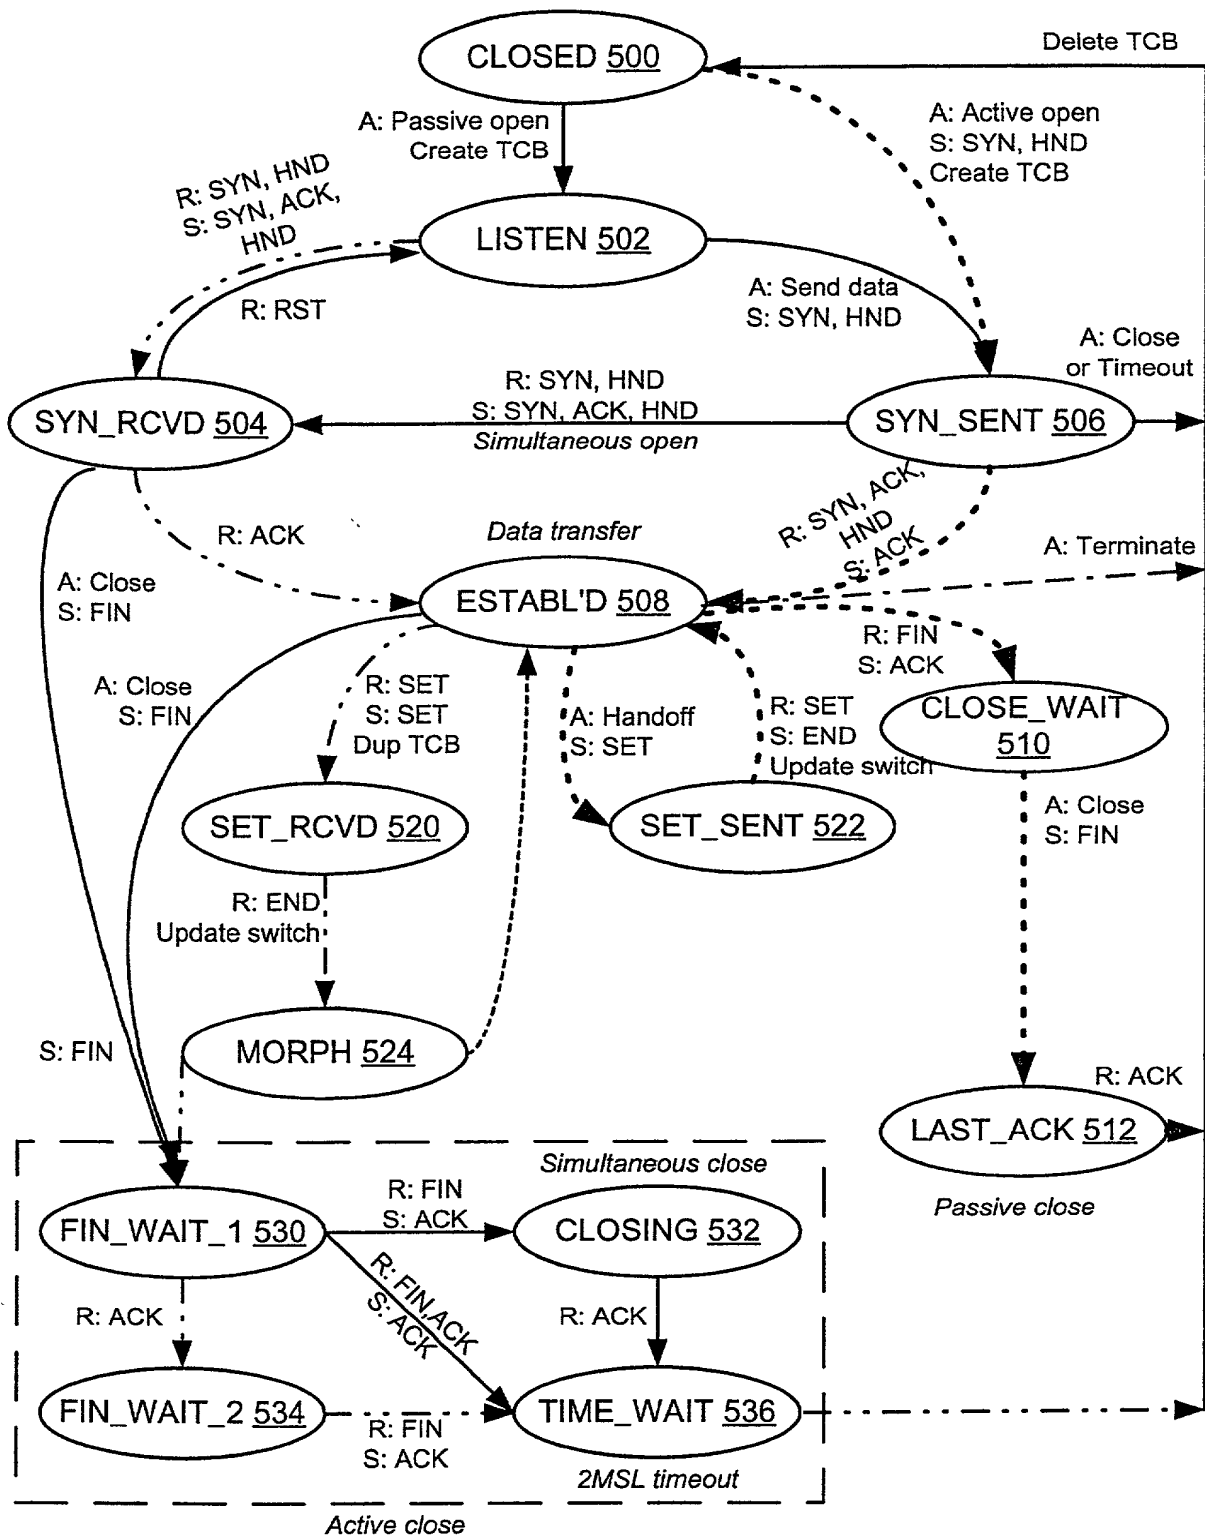 CLOSED 500
Delete TCB
A: Passive open
Create TCB
A: Active open
S: SYN, HND
Create TCB
R: SYN, HND
S: SYN, ACK,
HND
LISTEN 502
R: RST
A: Send data
S: SYN, HND
A: Close
or Timeout
SYN_RCVD 504
R: SYN, HND
S: SYN, ACK, HND
Simultaneous open
SYN_SENT 506
R: ACK
Data transfer
R: SYN, ACK,
HND
S: ACK
A: Terminate
A: Close
S: FIN
ESTABL'D 508
R: FIN
S: ACK
A: Close
S: FIN
R: SET
S: SET
Dup TCB
A: Handoff
S: SET
R: SET
S: END
Update switch
CLOSE_WAIT
510
SET_RCVD 520
SET_SENT 522
A: Close
S: FIN
R: END
Update switch
S: FIN
MORPH 524
R: ACK
LAST_ACK 512
Passive close
Simultaneous close
FIN_WAIT_1 530
R: FIN
S: ACK
CLOSING 532
R: ACK
R: FIN,ACK
S: ACK
R: ACK
FIN_WAIT_2 534
R: FIN
S: ACK
TIME_WAIT 536
2MSL timeout
Active close